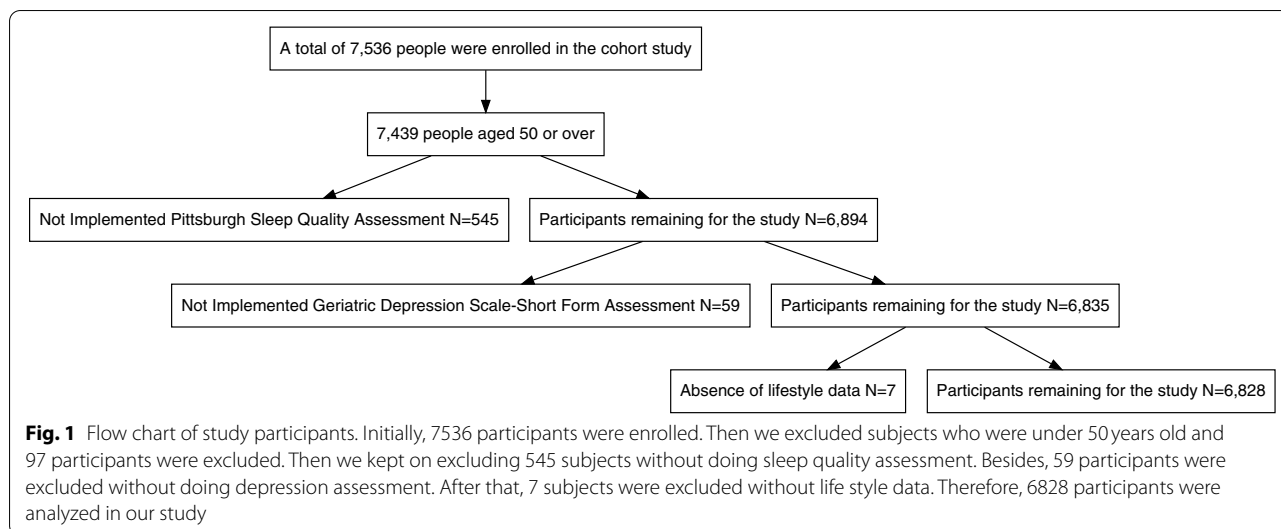 A total of 7,536 people were enrolled in the cohort study
7,439 people aged 50 or over
Not Implemented Pittsburgh Sleep Quality Assessment N=545
Participants remaining for the study N=6,894
Not Implemented Geriatric Depression Scale-Short Form Assessment N=59
Participants remaining for the study N=6,835
Absence of lifestyle data N=7
Participants remaining for the study N=6,828
Fig. 1 Flow chart of study participants. Initially, 7536 participants were enrolled. Then we excluded subjects who were under 50 years old and
97 participants were excluded. Then we kept on excluding 545 subjects without doing sleep quality assessment. Besides, 59 participants were
excluded without doing depression assessment. After that, 7 subjects were excluded without life style data. Therefore, 6828 participants were
analyzed in our study